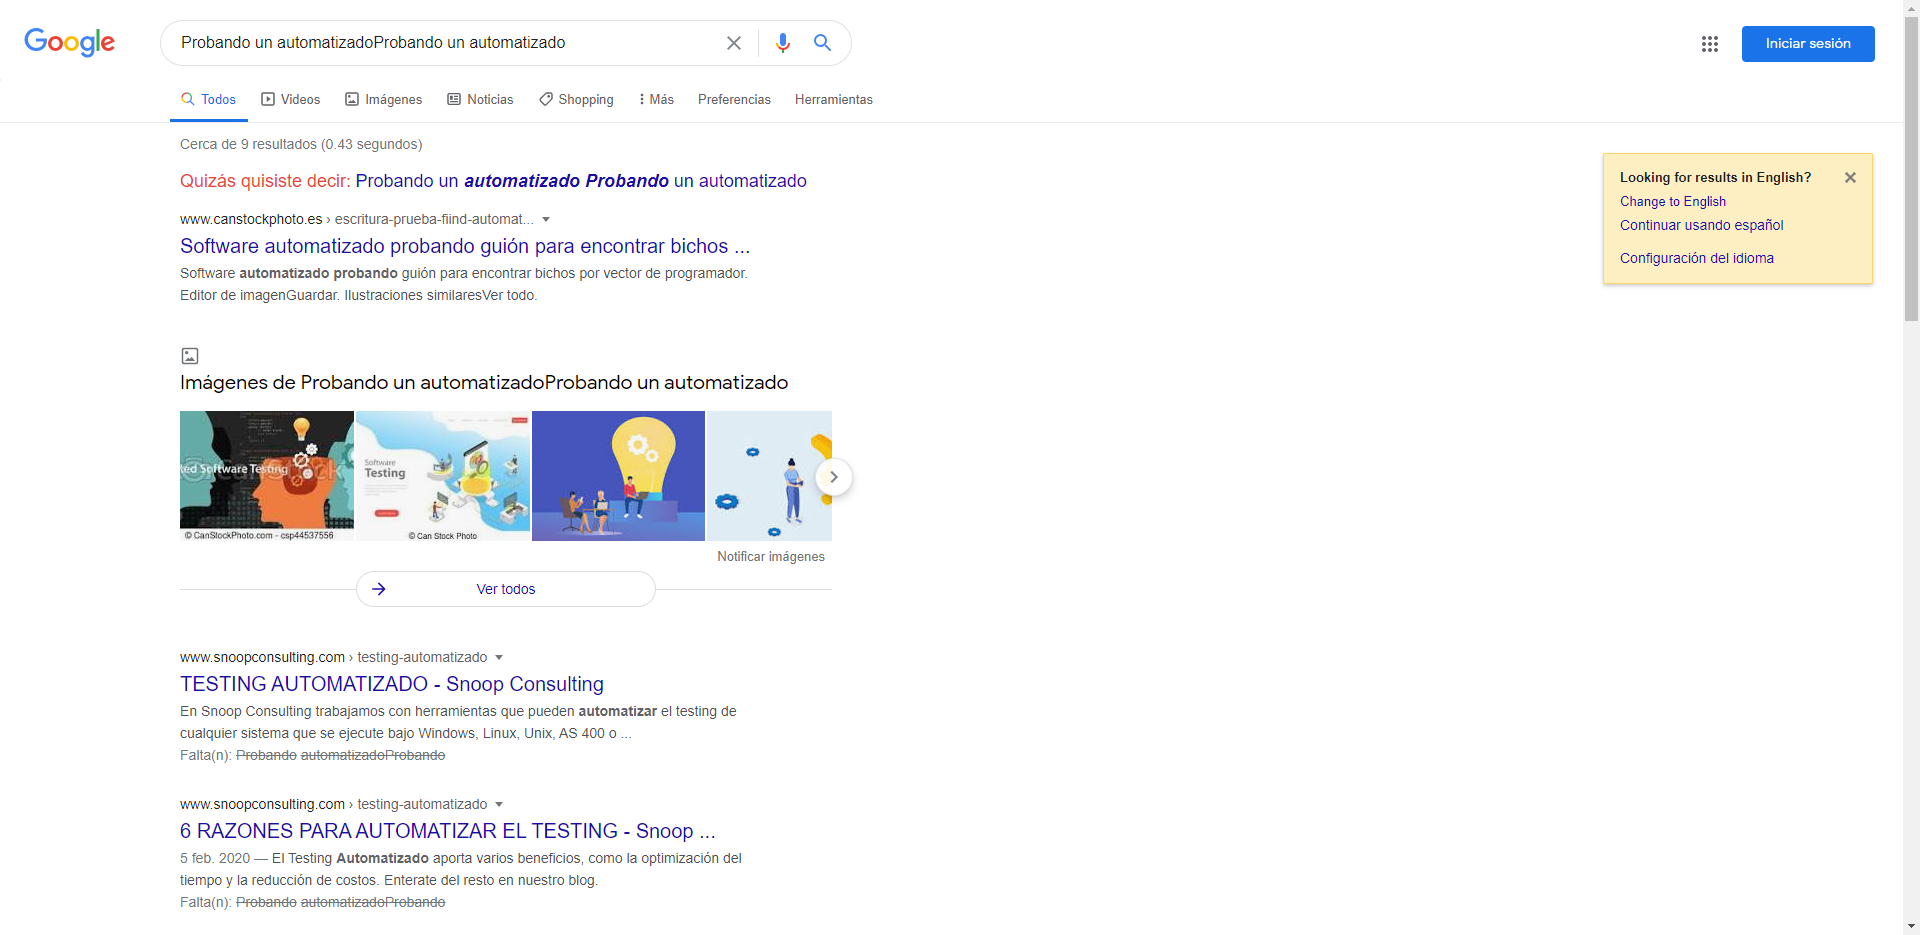 Google
Probando un automatizadoProbando un automatizado
Iniciar sesión
Todos
Videos
Imágenes
Noticias
Shopping
Más
Preferencias
Herramientas
Cerca de 9 resultados (0.43 segundos)
Quizás quisiste decir: Probando un automatizado Probando un automatizado
Looking for results in English?
Change to English
Continuar usando español
Configuración del idioma
www.canstockphoto.es › escritura-prueba-fiind-automat...
Software automatizado probando guión para encontrar bichos ...
Software automatizado probando guión para encontrar bichos por vector de programador.
Editor de imagenGuardar. Ilustraciones similaresVer todo.
Imágenes de Probando un automatizadoProbando un automatizado
ted Software Testing
© CanStockPhoto.com - csp44537556
Software
Testing
© Can Stock Photo
Notificar imágenes
Ver todos
www.snoopconsulting.com › testing-automatizado
TESTING AUTOMATIZADO - Snoop Consulting
En Snoop Consulting trabajamos con herramientas que pueden automatizar el testing de
cualquier sistema que se ejecute bajo Windows, Linux, Unix, AS 400 o ...
Falta(n): Probando automatizadoProbando
www.snoopconsulting.com › testing-automatizado
6 RAZONES PARA AUTOMATIZAR EL TESTING - Snoop ...
5 feb. 2020 — El Testing Automatizado aporta varios beneficios, como la optimización del
tiempo y la reducción de costos. Enterate del resto en nuestro blog.
Falta(n): Probando automatizadoProbando